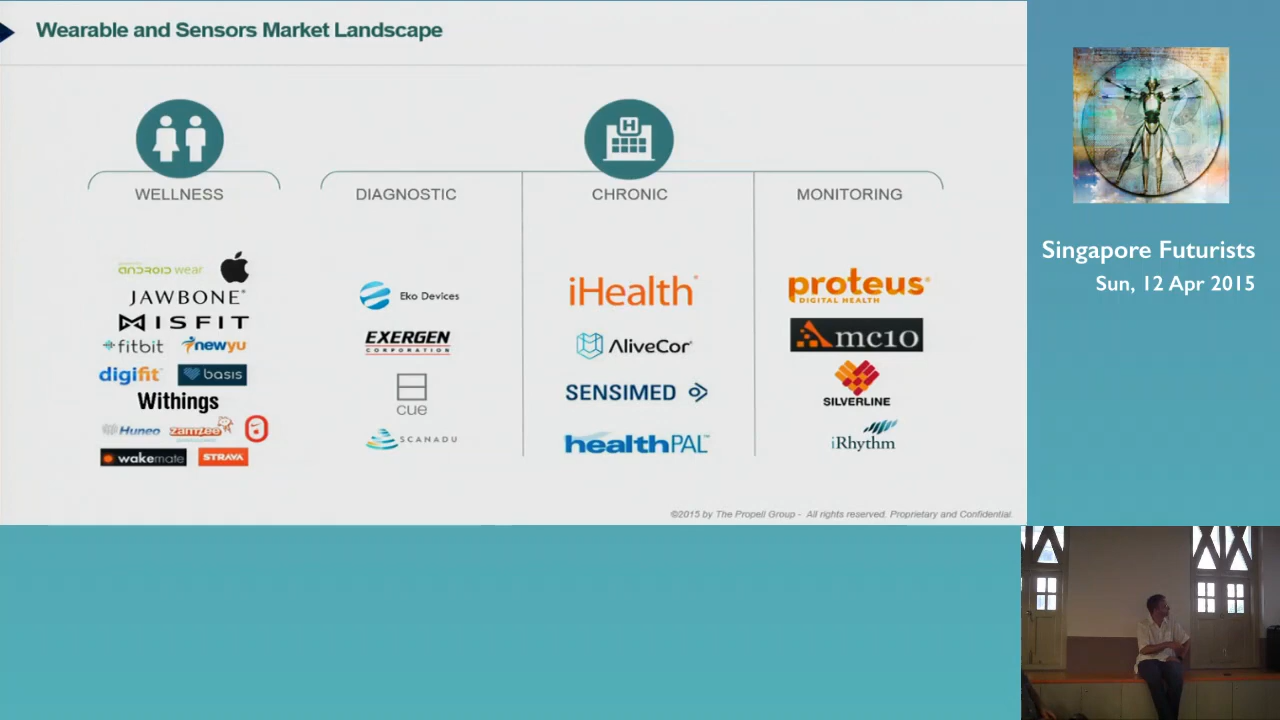 Wearable and Sensors Market Landscape
H
WELLNESS
DIAGNOSTIC
CHRONIC
MONITORING
android wear
JAWBONE®
MISFIT
fitbit
newyu
digifit
basis
Withings
Huneo
zamzee
wakemate
STRAVA
Eko Devices
EXERGEN
CORPORATION
cue
SCANADU
iHealth®
AliveCor®
SENSIMED
healthPAL™
proteus®
DIGITAL HEALTH
mc10
SILVERLINE
iRhythm
©2015 by The Propell Group - All rights reserved. Proprietary and Confidential.
Singapore Futurists
Sun, 12 Apr 2015